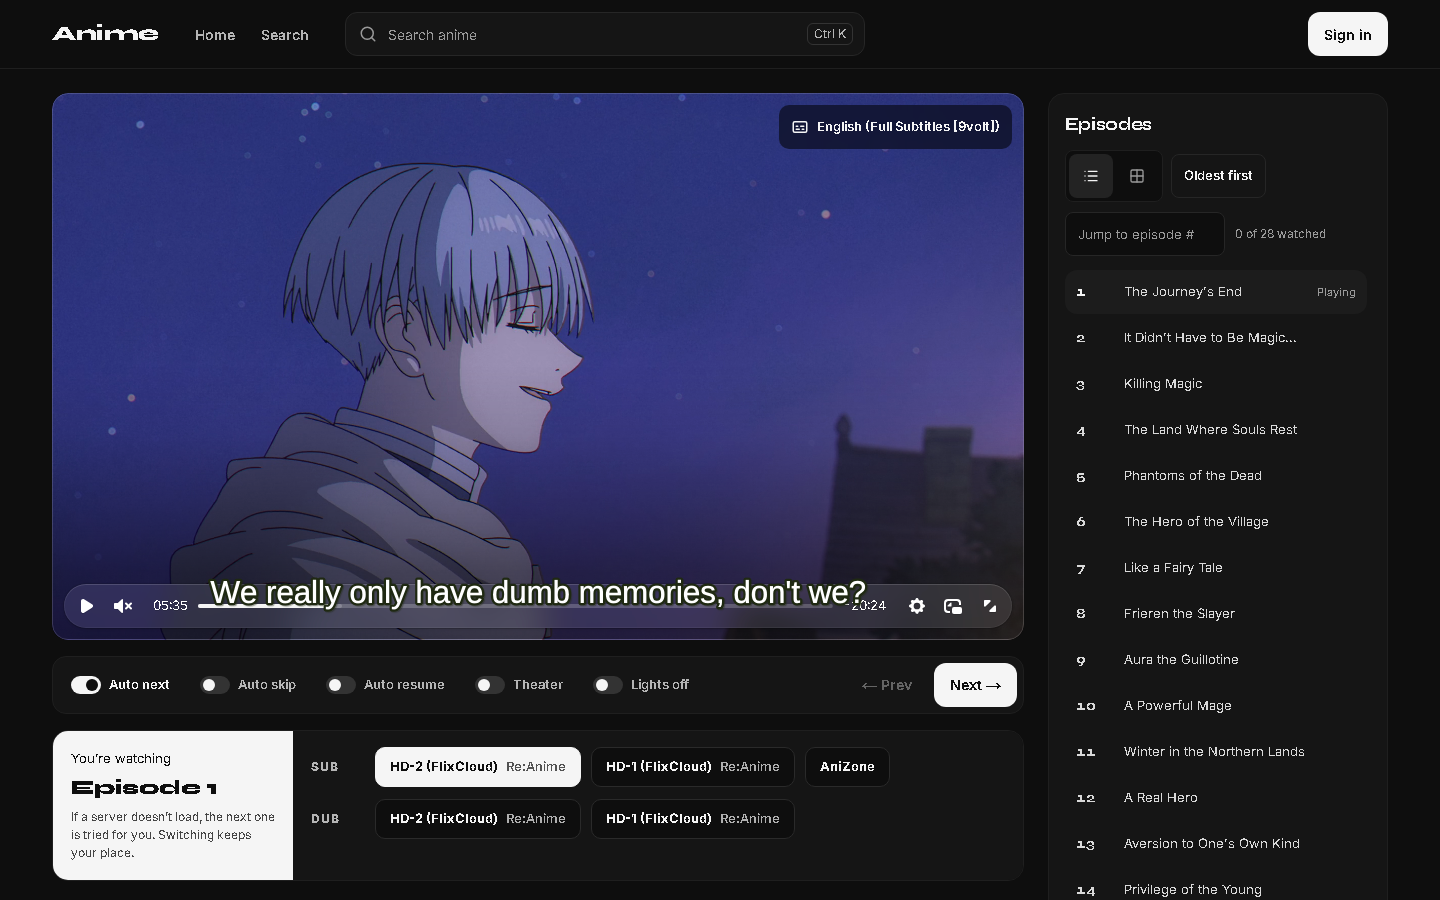 Anime
Home
Search
Search anime
Ctrl K
Sign in
English (Full Subtitles [9volt])
We really only have dumb memories, don't we?
05:35
-20:24
Auto next
Auto skip
Auto resume
Theater
Lights off
← Prev
Next →
You're watching
Episode 1
If a server doesn't load, the next one
is tried for you. Switching keeps
your place.
SUB
HD-2 (FlixCloud) Re:Anime
HD-1 (FlixCloud) Re:Anime
AniZone
DUB
HD-2 (FlixCloud) Re:Anime
HD-1 (FlixCloud) Re:Anime
Episodes
Oldest first
Jump to episode #
0 of 28 watched
1 The Journey's End Playing
2 It Didn't Have to Be Magic...
3 Killing Magic
4 The Land Where Souls Rest
5 Phantoms of the Dead
6 The Hero of the Village
7 Like a Fairy Tale
8 Frieren the Slayer
9 Aura the Guillotine
10 A Powerful Mage
11 Winter in the Northern Lands
12 A Real Hero
13 Aversion to One's Own Kind
14 Privilege of the Young